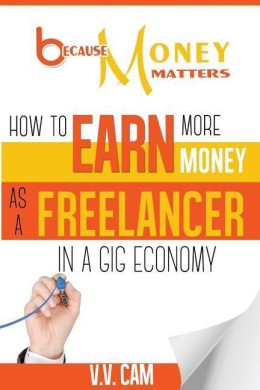 BECAUSE MONEY
MATTERS
HOW TO EARN MORE
MONEY
AS A FREELANCER
IN A GIG ECONOMY
V.V. CAM